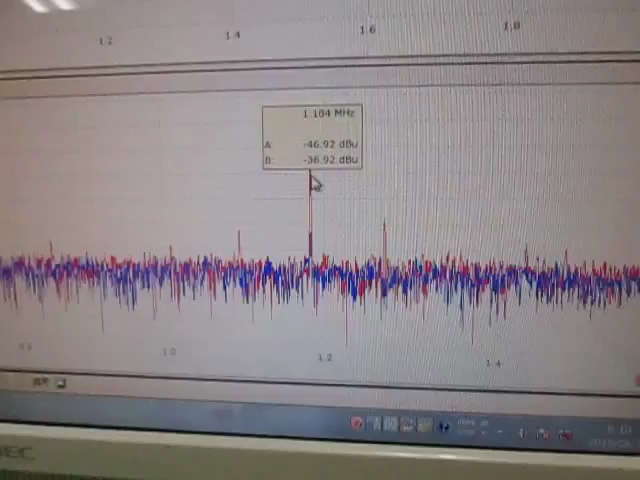 1 2
1 4
1 6
1 8
1 184 MHz
A: -46.92 dBu
B: -36.92 dBu
1 0
1 2
1 4